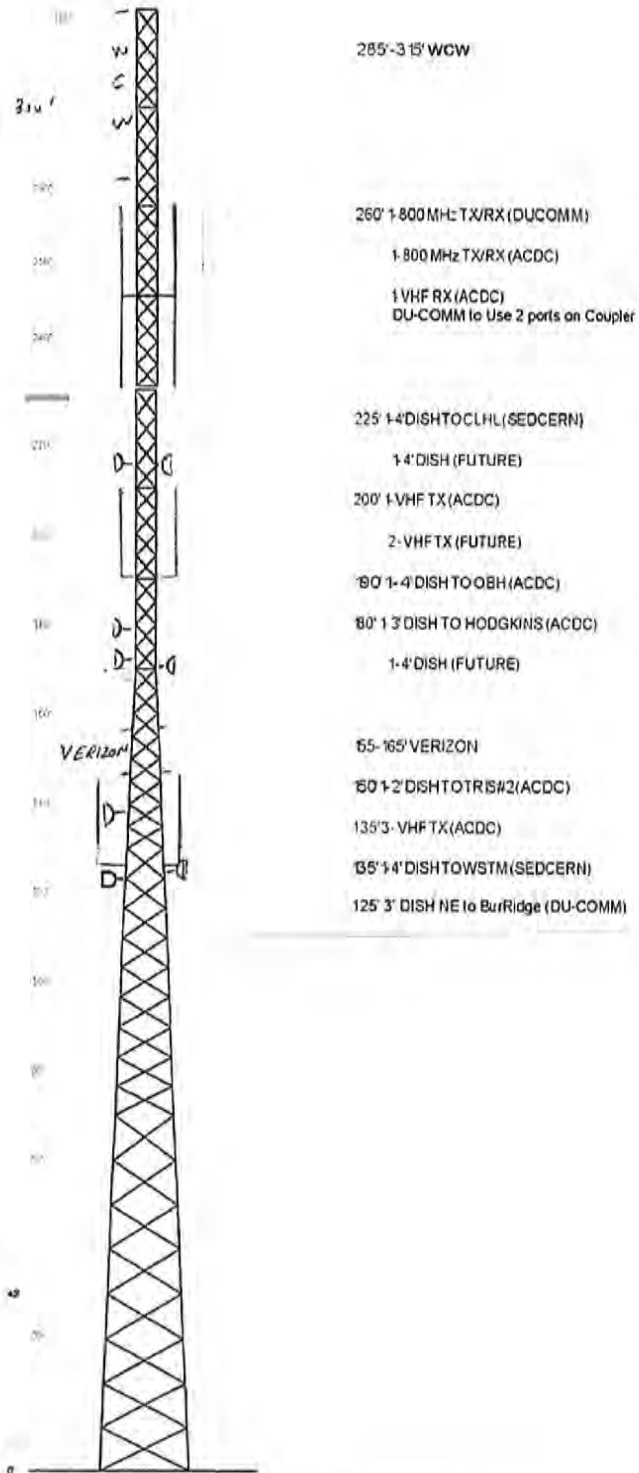 285'-315' WCW
W
C
W
260' 1-800 MHz TX/RX (DUCOMM)
1-800 MHz TX/RX (ACDC)
1 VHF RX (ACDC)
DU-COMM to Use 2 ports on Coupler
225' 1-4' DISH TO CLHL (SEDCERN)
1-4' DISH (FUTURE)
200' 1-VHF TX (ACDC)
2-VHF TX (FUTURE)
190' 1-4' DISH TO OBH (ACDC)
180' 1 3' DISH TO HODGKINS (ACDC)
1-4' DISH (FUTURE)
VERIZON
155-165' VERIZON
150' 1-2' DISH TO TRIS#2 (ACDC)
135' 3-VHF TX (ACDC)
135' 1-4' DISH TO WSTM (SEDCERN)
125' 3' DISH NE to BurRidge (DU-COMM)
0